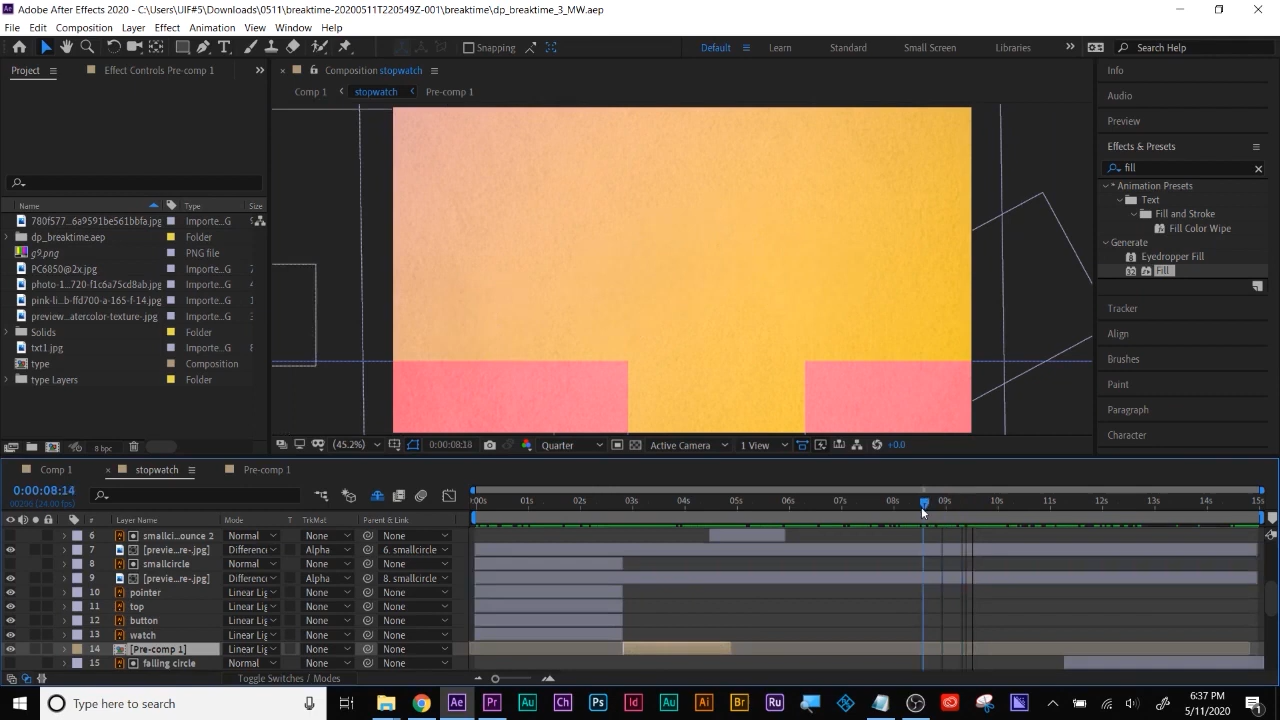 Adobe After Effects 2020 - C:\Users\UIF#5\Downloads\0511\breaktime-20200511T220549Z-001\breaktime\dp_breaktime_3_MW.aep
File Edit Composition Layer Effect Animation View Window Help
Snapping Default Learn Standard Small Screen Libraries Search Help
Project Effect Controls Pre-comp 1 Composition stopwatch Info
Comp 1 stopwatch Pre-comp 1 Audio
Preview
Effects & Presets
fill
* Animation Presets
Text
Fill and Stroke
Fill Color Wipe
Generate
Eyedropper Fill
Fill
Tracker
Align
Brushes
Paint
Paragraph
Character
Name Type Size
780f577...6a9591be561bbfa.jpg Importe...G
dp_breaktime.aep Folder
g9.png PNG file
PC6850@2x.jpg Importe...G
photo-1...720-f1c6a75cd8ab.jpg Importe...G
pink-li...b-ffd700-a-165-f-14.jpg Importe...G
preview...atercolor-texture-.jpg Importe...G
Solids Folder
txt1.jpg Importe...G
type Composition
type Layers Folder
8 bpc (45.2%) 0:00:08:18 Quarter Active Camera 1 View +0.0
Comp 1 stopwatch Pre-comp 1
0:00:08:14
:00s 01s 02s 03s 04s 05s 06s 07s 08s 09s 10s 11s 12s 13s 14s 15s
# Layer Name Mode T TrkMat Parent & Link
6 smallci...ounce 2 Normal None
7 [previe...re-.jpg] Differenc Alpha 6. smallcircle
8 smallcircle Normal None None
9 [previe...re-.jpg] Differenc Alpha 8. smallcircle
10 pointer Linear Lig None None
11 top Linear Lig None None
12 button Linear Lig None None
13 watch Linear Lig None None
14 [Pre-comp 1] Linear Lig None None
15 falling circle Normal None None
Toggle Switches / Modes
Type here to search
6:37 PM
5/11/2020